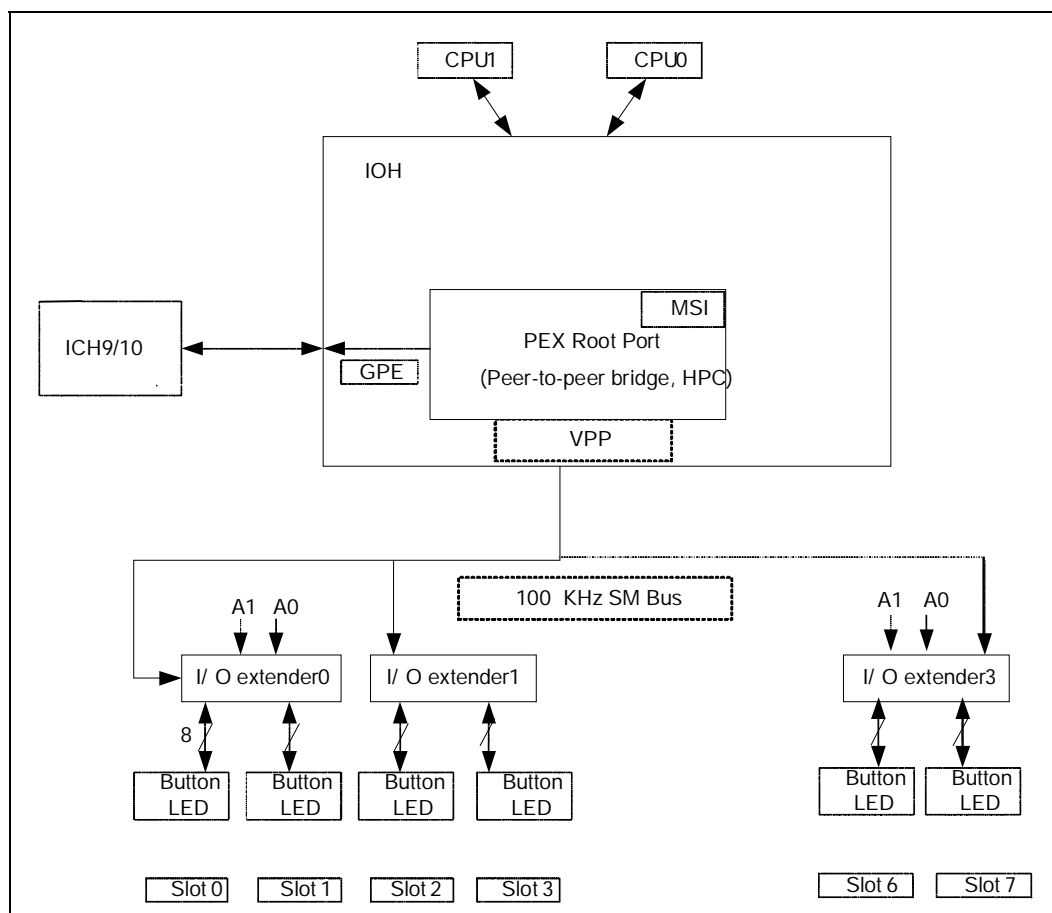 CPU1
CPU0
IOH
MSI
ICH9/10
PEX Root Port
(Peer-to-peer bridge, HPC)
GPE
VPP
100 KHz SM Bus
A1 A0
A1 A0
I/ O extender0
I/ O extender1
I/ O extender3
8
Button
LED
Button
LED
Button
LED
Button
LED
Button
LED
Button
LED
Slot 0
Slot 1
Slot 2
Slot 3
Slot 6
Slot 7